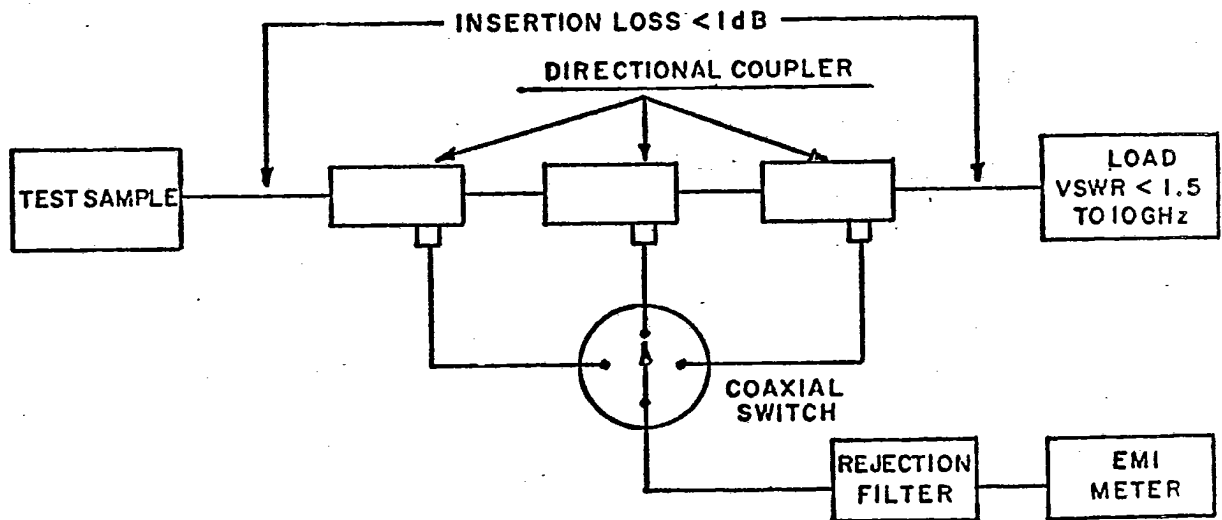 INSERTION LOSS <1dB
DIRECTIONAL COUPLER
TEST SAMPLE
LOAD
VSWR < 1.5
TO 10GHz
COAXIAL
SWITCH
REJECTION
FILTER
EMI
METER